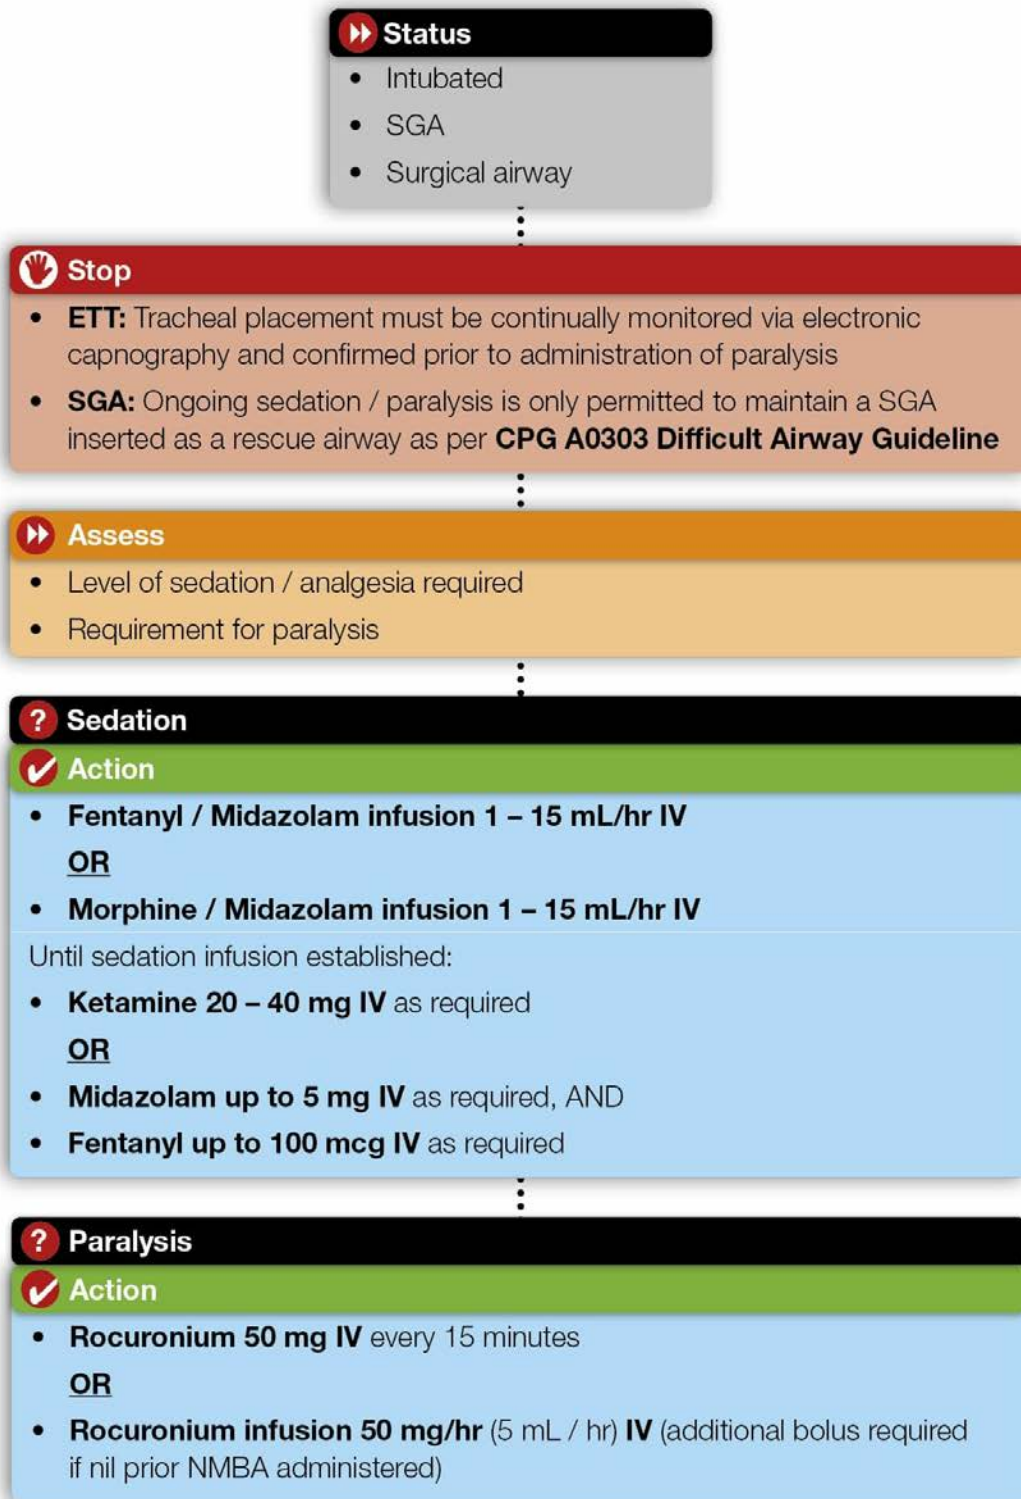 Status
• Intubated
• SGA
• Surgical airway
Stop
• ETT: Tracheal placement must be continually monitored via electronic
capnography and confirmed prior to administration of paralysis
• SGA: Ongoing sedation / paralysis is only permitted to maintain a SGA
inserted as a rescue airway as per CPG A0303 Difficult Airway Guideline
Assess
• Level of sedation / analgesia required
• Requirement for paralysis
? Sedation
Action
• Fentanyl / Midazolam infusion 1 – 15 mL/hr IV
OR
• Morphine / Midazolam infusion 1 – 15 mL/hr IV
Until sedation infusion established:
• Ketamine 20 – 40 mg IV as required
OR
• Midazolam up to 5 mg IV as required, AND
• Fentanyl up to 100 mcg IV as required
? Paralysis
Action
• Rocuronium 50 mg IV every 15 minutes
OR
• Rocuronium infusion 50 mg/hr (5 mL / hr) IV (additional bolus required
if nil prior NMBA administered)